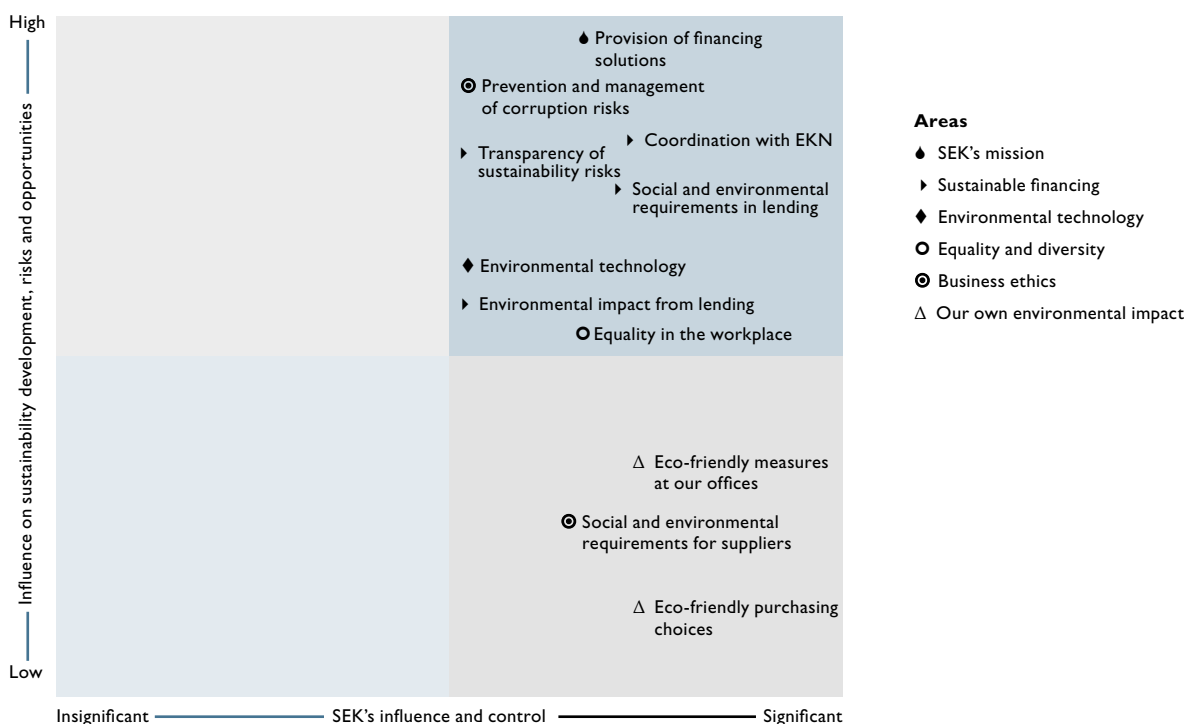 High
Influence on sustainability development, risks and opportunities
Low
Provision of financing
solutions
Prevention and management
of corruption risks
Coordination with EKN
Transparency of
sustainability risks
Social and environmental
requirements in lending
Environmental technology
Environmental impact from lending
Equality in the workplace
Δ Eco-friendly measures
at our offices
Social and environmental
requirements for suppliers
Δ Eco-friendly purchasing
choices
Insignificant
SEK's influence and control
Significant
Areas
SEK's mission
Sustainable financing
Environmental technology
Equality and diversity
Business ethics
Δ Our own environmental impact